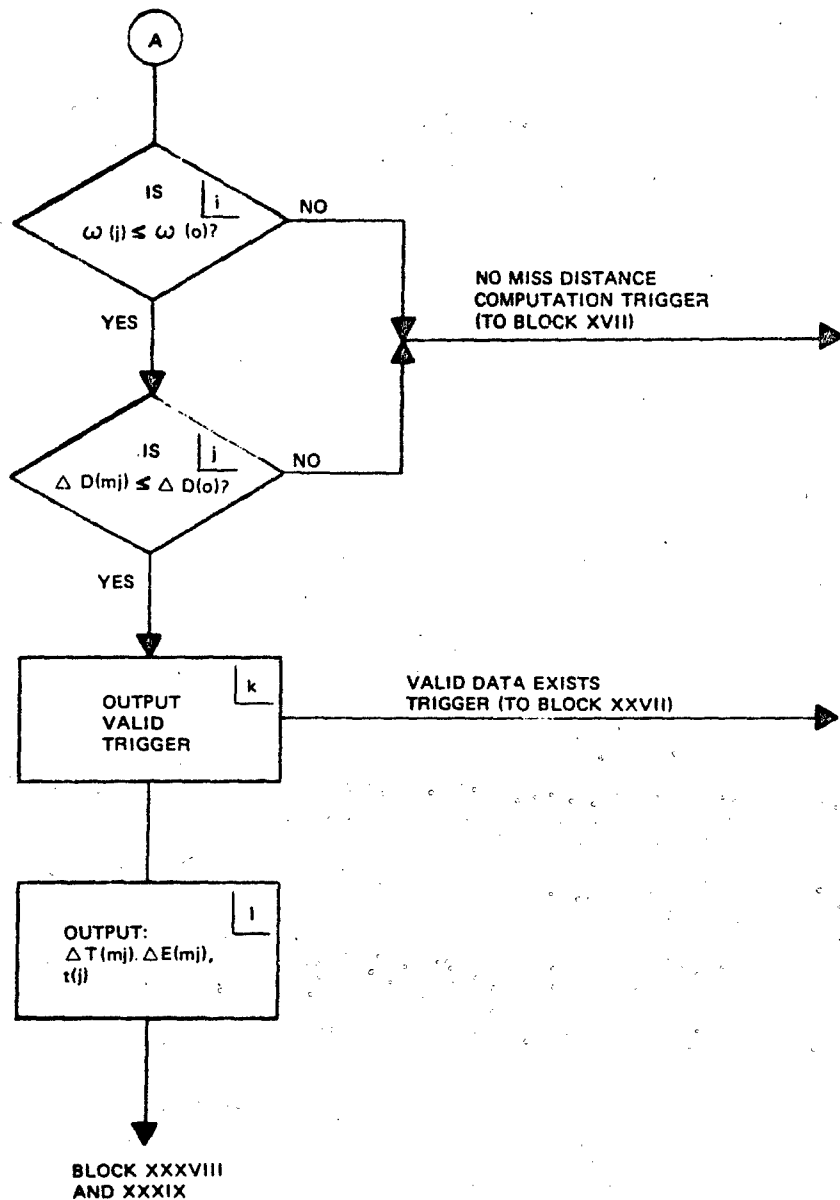 A
IS
i
ω (j) ≤ ω (o)?
NO
NO MISS DISTANCE
COMPUTATION TRIGGER
(TO BLOCK XVII)
YES
IS
j
△ D(mj) ≤ △ D(o)?
NO
YES
k
OUTPUT
VALID
TRIGGER
VALID DATA EXISTS
TRIGGER (TO BLOCK XXVII)
l
OUTPUT:
△ T(mj). △ E(mj),
t(j)
BLOCK XXXVIII
AND XXXIX